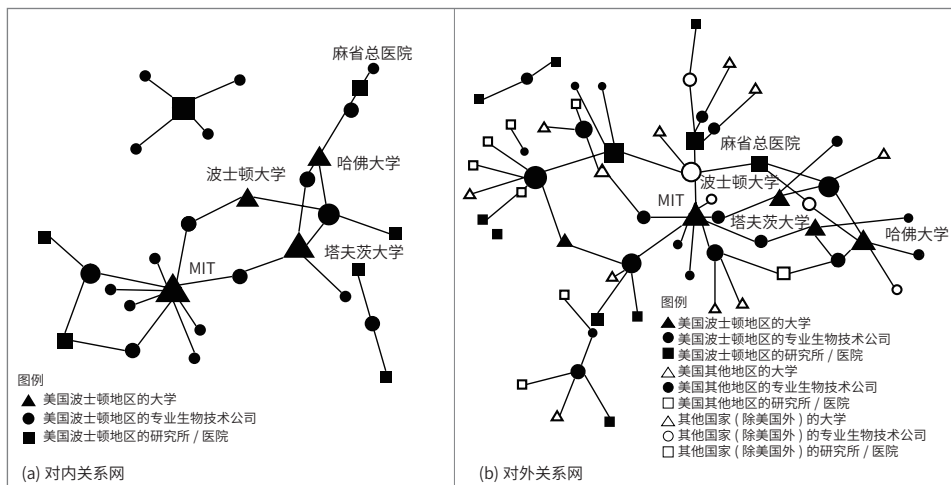 麻省总医院
哈佛大学
波士顿大学
塔夫茨大学
MIT
图例
美国波士顿地区的大学
美国波士顿地区的专业生物技术公司
美国波士顿地区的研究所 / 医院
(a) 对内关系网
麻省总医院
波士顿大学
MIT
塔夫茨大学
哈佛大学
图例
美国波士顿地区的大学
美国波士顿地区的专业生物技术公司
美国波士顿地区的研究所 / 医院
美国其他地区的大学
美国其他地区的专业生物技术公司
美国其他地区的研究所 / 医院
其他国家 ( 除美国外 ) 的大学
其他国家 ( 除美国外 ) 的专业生物技术公司
其他国家 ( 除美国外 ) 的研究所 / 医院
(b) 对外关系网